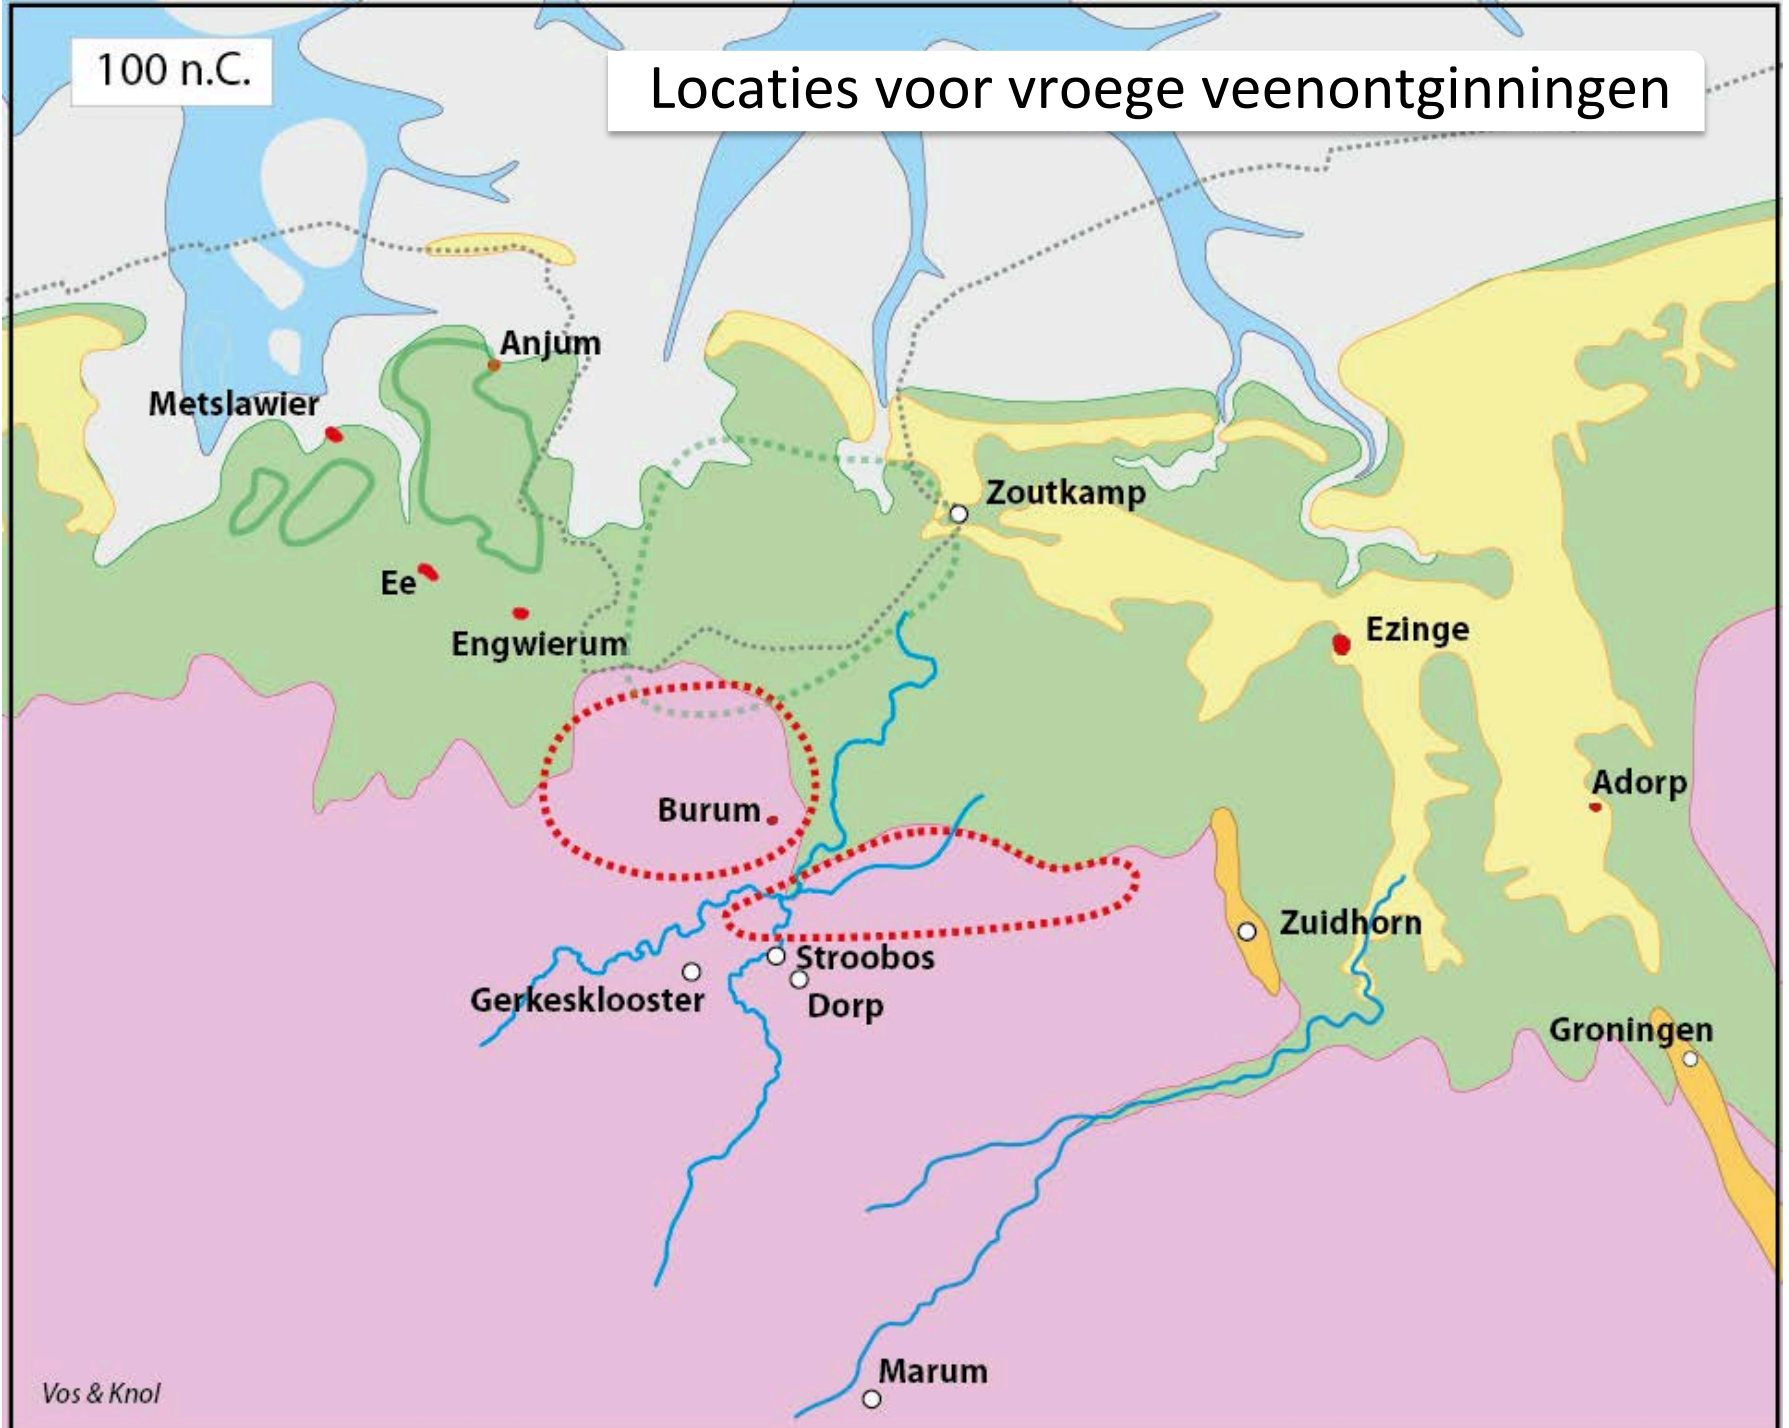 100 n.C.
Locaties voor vroege veenontginningen
Anjum
Metslawier
Zoutkamp
Ee
Engwierum
Ezinge
Adorp
Burum
Zuidhorn
Stroobos
Gerkesklooster
Dorp
Groningen
Marum
Vos & Knol